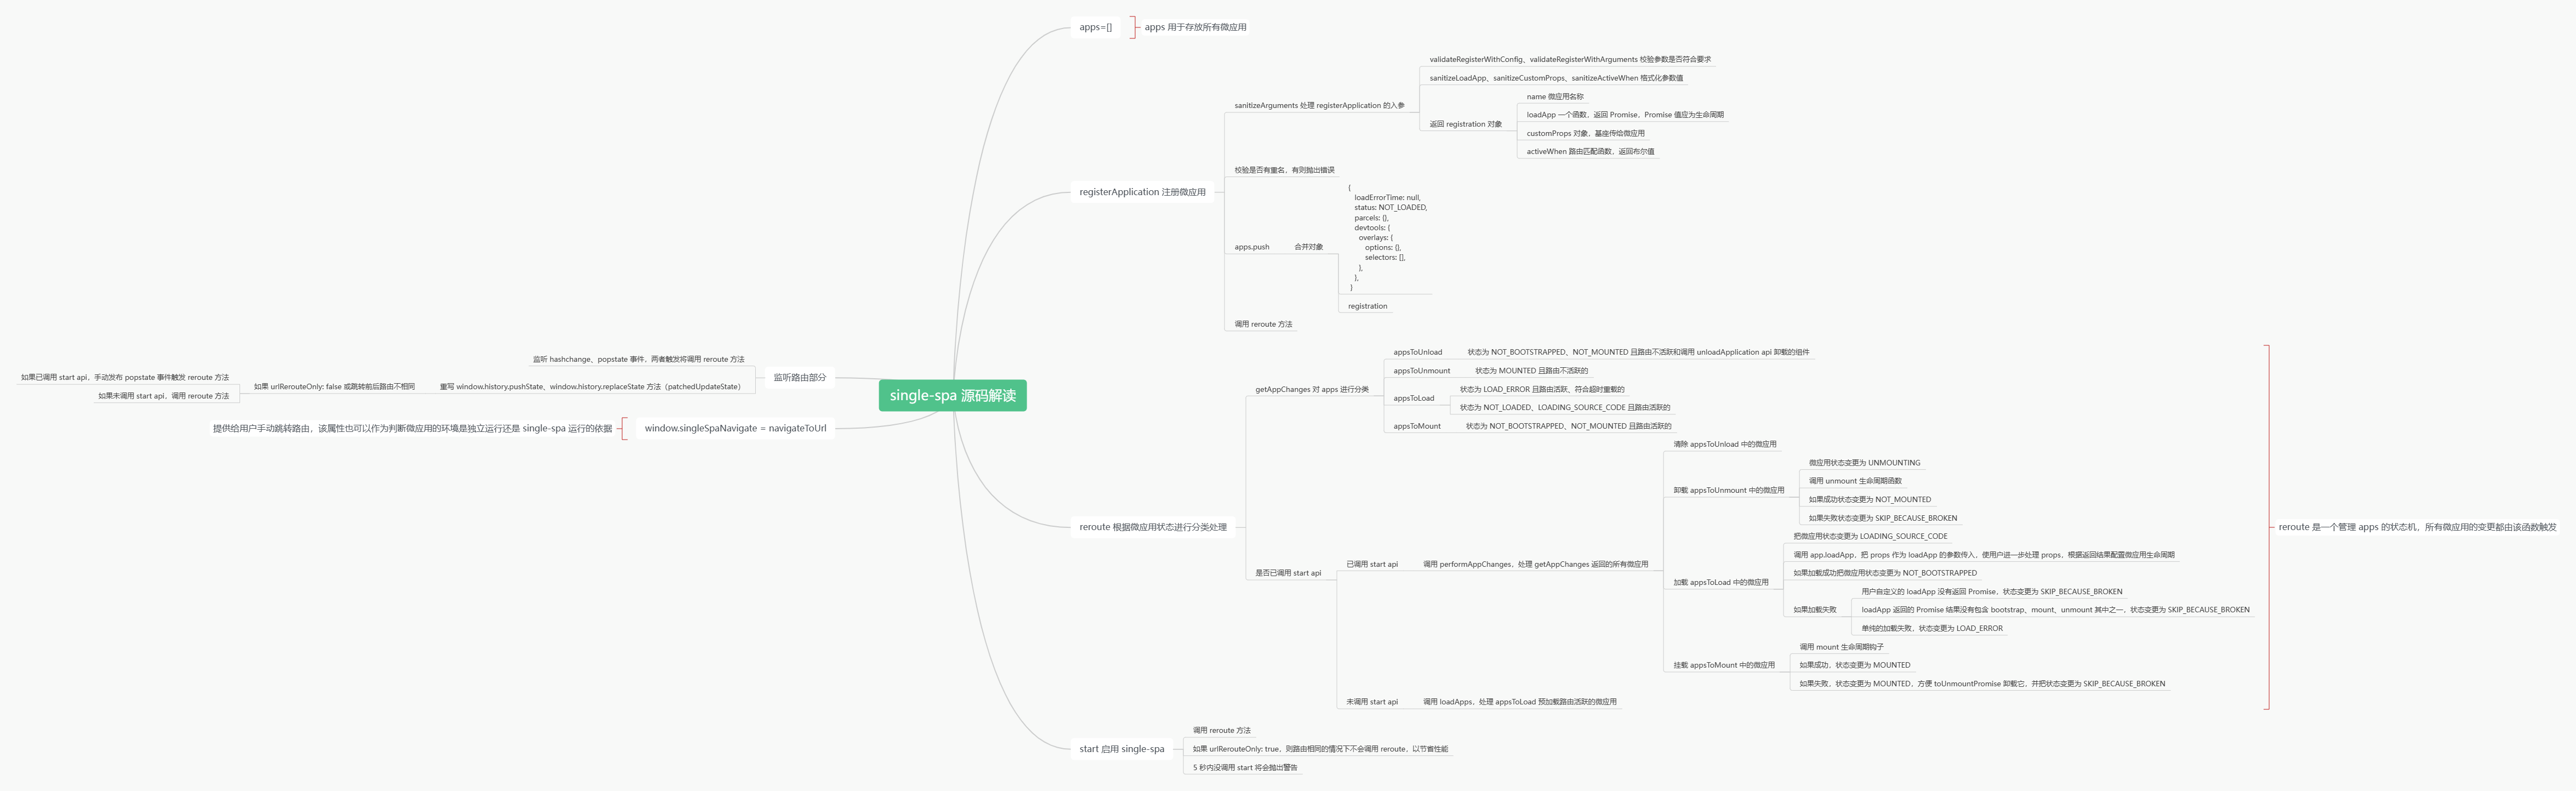 apps=[]
apps 用于存放所有微应用
validateRegisterWithConfig、validateRegisterWithArguments 校验参数是否符合要求
sanitizeLoadApp、sanitizeCustomProps、sanitizeActiveWhen 格式化参数值
sanitizeArguments 处理 registerApplication 的入参
name 微应用名称
loadApp 一个函数，返回 Promise，Promise 值应为生命周期
返回 registration 对象
customProps 对象，基座传给微应用
activeWhen 路由匹配函数，返回布尔值
校验是否有重名，有则抛出错误
registerApplication 注册微应用
{
loadErrorTime: null,
status: NOT_LOADED,
parcels: {},
devtools: {
overlays: {
options: {},
selectors: [],
},
},
}
apps.push
合并对象
registration
调用 reroute 方法
监听 hashchange、popstate 事件，两者触发将调用 reroute 方法
监听路由部分
如果已调用 start api，手动发布 popstate 事件触发 reroute 方法
如果 urlRerouteOnly: false 或跳转前后路由不相同
重写 window.history.pushState、window.history.replaceState 方法（patchedUpdateState）
如果未调用 start api，调用 reroute 方法
single-spa 源码解读
提供给用户手动跳转路由，该属性也可以作为判断微应用的环境是独立运行还是 single-spa 运行的依据
window.singleSpaNavigate = navigateToUrl
appsToUnload
状态为 NOT_BOOTSTRAPPED、NOT_MOUNTED 且路由不活跃和调用 unloadApplication api 卸载的组件
appsToUnmount
状态为 MOUNTED 且路由不活跃的
getAppChanges 对 apps 进行分类
状态为 LOAD_ERROR 且路由活跃、符合超时重载的
appsToLoad
状态为 NOT_LOADED、LOADING_SOURCE_CODE 且路由活跃的
appsToMount
状态为 NOT_BOOTSTRAPPED、NOT_MOUNTED 且路由活跃的
清除 appsToUnload 中的微应用
微应用状态变更为 UNMOUNTING
调用 unmount 生命周期函数
卸载 appsToUnmount 中的微应用
如果成功状态变更为 NOT_MOUNTED
如果失败状态变更为 SKIP_BECAUSE_BROKEN
reroute 根据微应用状态进行分类处理
reroute 是一个管理 apps 的状态机，所有微应用的变更都由该函数触发
把微应用状态变更为 LOADING_SOURCE_CODE
调用 app.loadApp，把 props 作为 loadApp 的参数传入，使用户进一步处理 props，根据返回结果配置微应用生命周期
是否已调用 start api
已调用 start api
调用 performAppChanges，处理 getAppChanges 返回的所有微应用
如果加载成功把微应用状态变更为 NOT_BOOTSTRAPPED
加载 appsToLoad 中的微应用
用户自定义的 loadApp 没有返回 Promise，状态变更为 SKIP_BECAUSE_BROKEN
如果加载失败
loadApp 返回的 Promise 结果没有包含 bootstrap、mount、unmount 其中之一，状态变更为 SKIP_BECAUSE_BROKEN
单纯的加载失败，状态变更为 LOAD_ERROR
调用 mount 生命周期钩子
挂载 appsToMount 中的微应用
如果成功，状态变更为 MOUNTED
如果失败，状态变更为 MOUNTED，方便 toUnmountPromise 卸载它，并把状态变更为 SKIP_BECAUSE_BROKEN
未调用 start api
调用 loadApps，处理 appsToLoad 预加载路由活跃的微应用
调用 reroute 方法
start 启用 single-spa
如果 urlRerouteOnly: true，则路由相同的情况下不会调用 reroute，以节省性能
5 秒内没调用 start 将会抛出警告